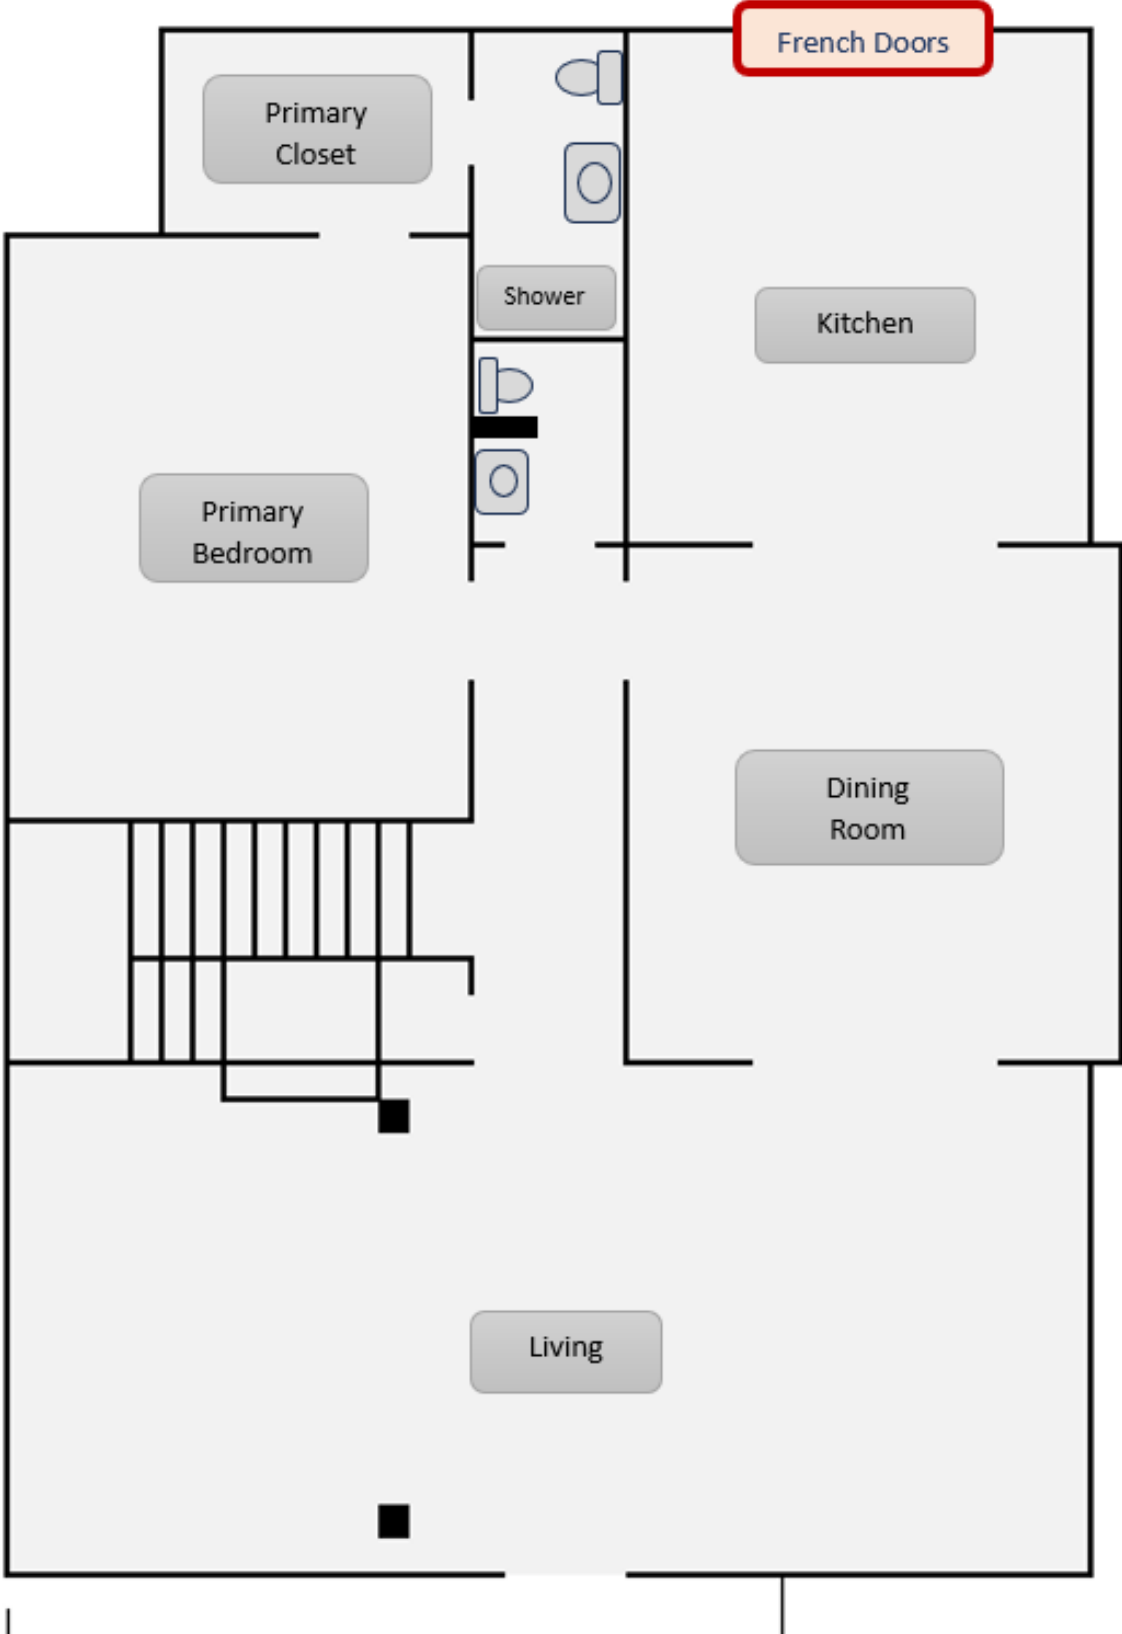 French Doors
Primary
Closet
Shower
Kitchen
Primary
Bedroom
Dining
Room
Living